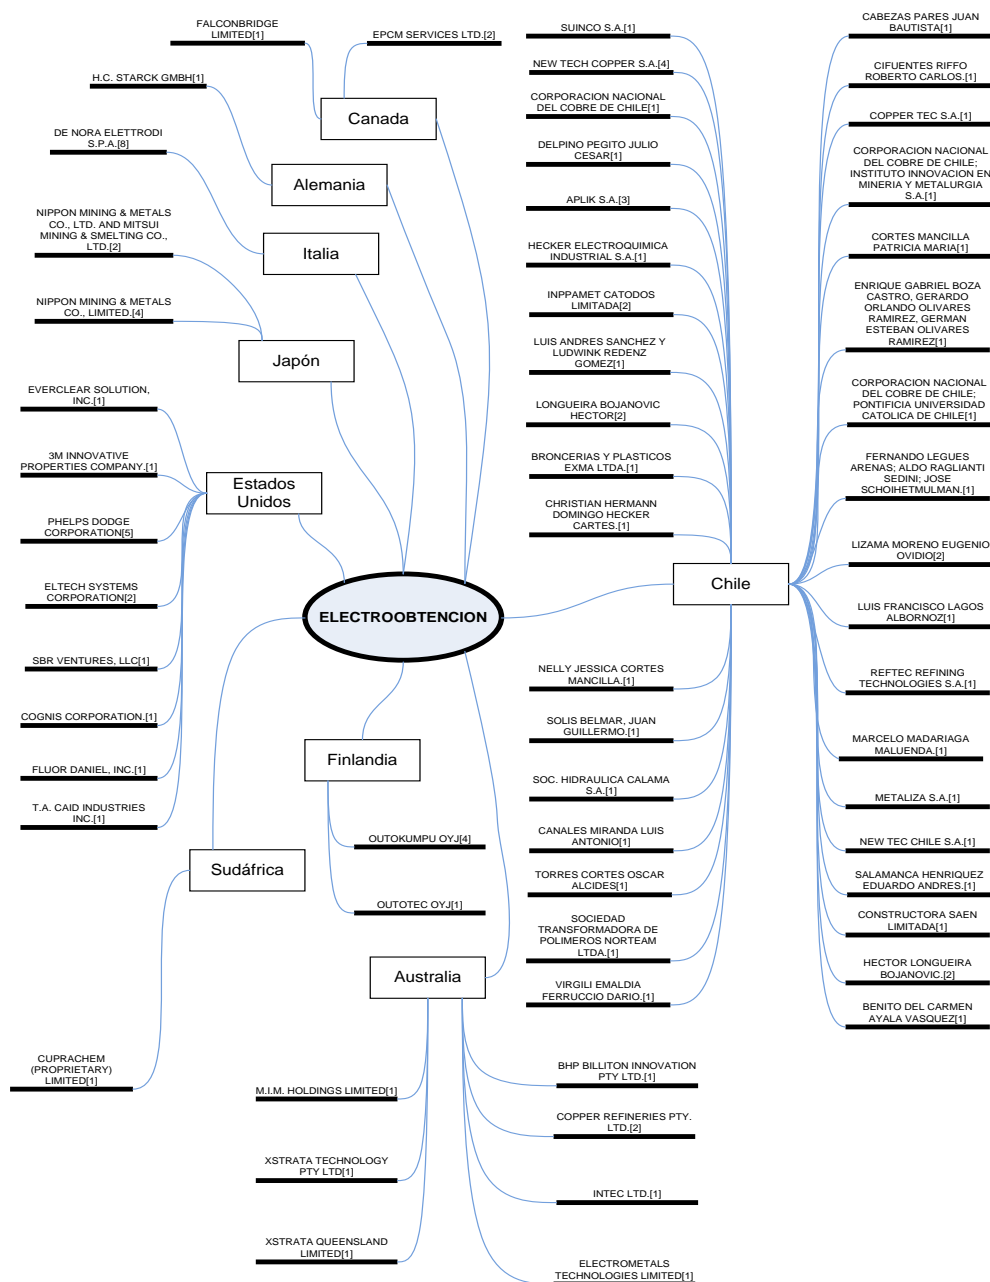 FALCONBRIDGE
LIMITED[1]
EPCM SERVICES LTD.[2]
H.C. STARCK GMBH[1]
Canada
DE NORA ELETTRODI
S.P.A.[8]
Alemania
NIPPON MINING & METALS
CO., LTD. AND MITSUI
MINING & SMELTING CO.,
LTD.[2]
Italia
NIPPON MINING & METALS
CO., LIMITED.[4]
Japón
EVERCLEAR SOLUTION,
INC.[1]
3M INNOVATIVE
PROPERTIES COMPANY.[1]
Estados
Unidos
PHELPS DODGE
CORPORATION[5]
ELTECH SYSTEMS
CORPORATION[2]
SBR VENTURES, LLC[1]
COGNIS CORPORATION.[1]
FLUOR DANIEL, INC.[1]
T.A. CAID INDUSTRIES
INC.[1]
ELECTROOBTENCION
Finlandia
OUTOKUMPU OYJ[4]
OUTOTEC OYJ[1]
Sudáfrica
CUPRACHEM
(PROPRIETARY)
LIMITED[1]
Australia
M.I.M. HOLDINGS LIMITED[1]
XSTRATA TECHNOLOGY
PTY LTD[1]
XSTRATA QUEENSLAND
LIMITED[1]
BHP BILLITON INNOVATION
PTY LTD.[1]
COPPER REFINERIES PTY.
LTD.[2]
INTEC LTD.[1]
ELECTROMETALS
TECHNOLOGIES LIMITED[1]
SUINCO S.A.[1]
NEW TECH COPPER S.A.[4]
CORPORACION NACIONAL
DEL COBRE DE CHILE[1]
DELPINO PEGITO JULIO
CESAR[1]
APLIK S.A.[3]
HECKER ELECTROQUIMICA
INDUSTRIAL S.A.[1]
INPPAMET CATODOS
LIMITADA[2]
LUIS ANDRES SANCHEZ Y
LUDWINK REDENZ
GOMEZ[1]
LONGUEIRA BOJANOVIC
HECTOR[2]
BRONCERIAS Y PLASTICOS
EXMA LTDA.[1]
CHRISTIAN HERMANN
DOMINGO HECKER
CARTES.[1]
Chile
NELLY JESSICA CORTES
MANCILLA.[1]
SOLIS BELMAR, JUAN
GUILLERMO.[1]
SOC. HIDRAULICA CALAMA
S.A.[1]
CANALES MIRANDA LUIS
ANTONIO[1]
TORRES CORTES OSCAR
ALCIDES[1]
SOCIEDAD
TRANSFORMADORA DE
POLIMEROS NORTEAM
LTDA.[1]
VIRGILI EMALDIA
FERRUCCIO DARIO.[1]
CABEZAS PARES JUAN
BAUTISTA[1]
CIFUENTES RIFFO
ROBERTO CARLOS.[1]
COPPER TEC S.A.[1]
CORPORACION NACIONAL
DEL COBRE DE CHILE;
INSTITUTO INNOVACION EN
MINERIA Y METALURGIA
S.A.[1]
CORTES MANCILLA
PATRICIA MARIA[1]
ENRIQUE GABRIEL BOZA
CASTRO, GERARDO
ORLANDO OLIVARES
RAMIREZ, GERMAN
ESTEBAN OLIVARES
RAMIREZ[1]
CORPORACION NACIONAL
DEL COBRE DE CHILE;
PONTIFICIA UNIVERSIDAD
CATOLICA DE CHILE[1]
FERNANDO LEGUES
ARENAS; ALDO RAGLIANTI
SEDINI; JOSE
SCHOIHETMULMAN.[1]
LIZAMA MORENO EUGENIO
OVIDIO[2]
LUIS FRANCISCO LAGOS
ALBORNOZ[1]
REFTEC REFINING
TECHNOLOGIES S.A.[1]
MARCELO MADARIAGA
MALUENDA.[1]
METALIZA S.A.[1]
NEW TEC CHILE S.A.[1]
SALAMANCA HENRIQUEZ
EDUARDO ANDRES.[1]
CONSTRUCTORA SAEN
LIMITADA[1]
HECTOR LONGUEIRA
BOJANOVIC.[2]
BENITO DEL CARMEN
AYALA VASQUEZ[1]